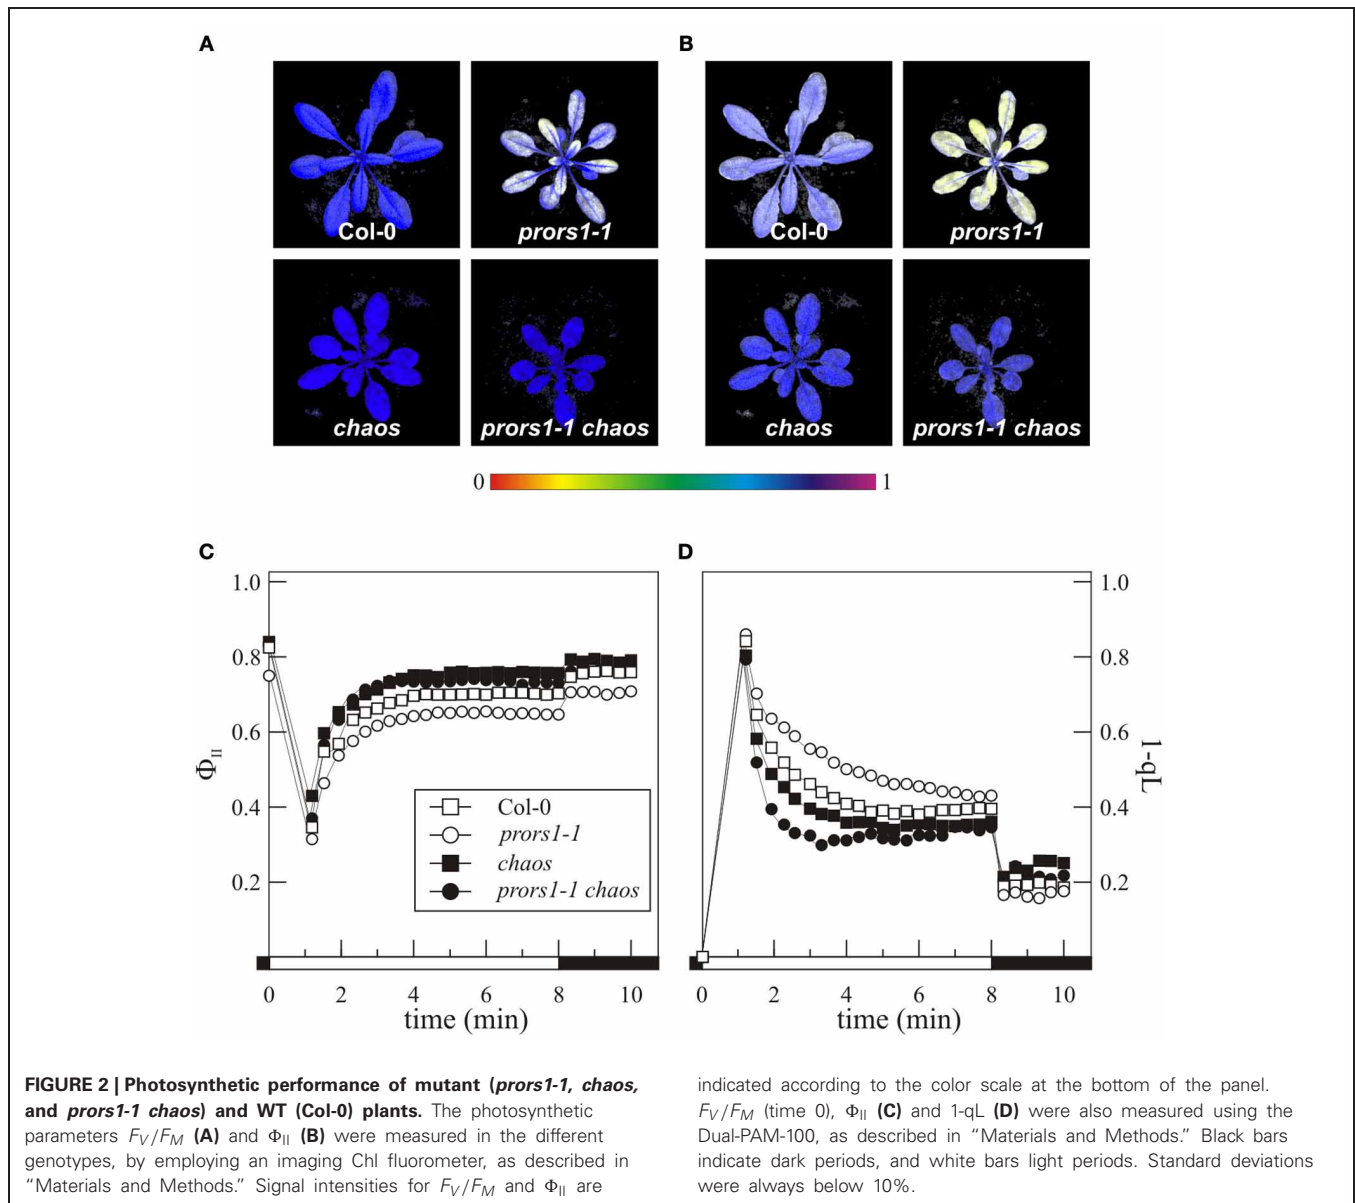 A
B
Col-0
prors1-1
Col-0
prors1-1
chaos
prors1-1 chaos
chaos
prors1-1 chaos
0
1
C
D
1.0
0.8
0.6
0.4
0.2
ΦII
Col-0
prors1-1
chaos
prors1-1 chaos
0 2 4 6 8 10
time (min)
1.0
0.8
0.6
0.4
0.2
1-qL
0 2 4 6 8 10
time (min)
FIGURE 2 | Photosynthetic performance of mutant (prors1-1, chaos,
and prors1-1 chaos) and WT (Col-0) plants. The photosynthetic
parameters FV/FM (A) and ΦII (B) were measured in the different
genotypes, by employing an imaging Chl fluorometer, as described in
“Materials and Methods.” Signal intensities for FV/FM and ΦII are
indicated according to the color scale at the bottom of the panel.
FV/FM (time 0), ΦII (C) and 1-qL (D) were also measured using the
Dual-PAM-100, as described in “Materials and Methods.” Black bars
indicate dark periods, and white bars light periods. Standard deviations
were always below 10%.